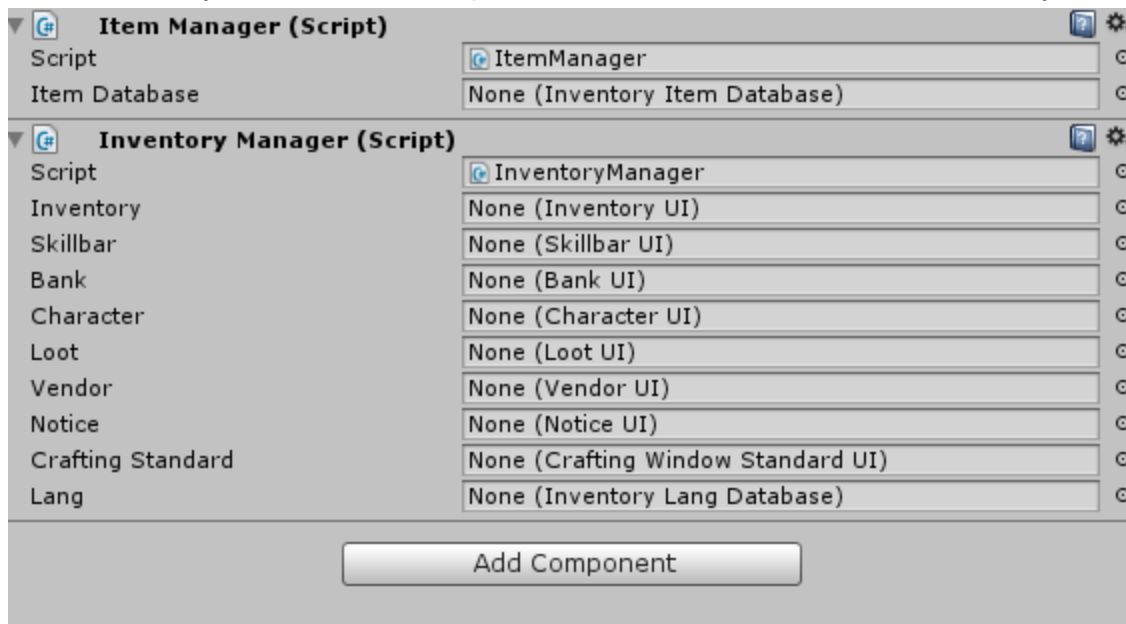 Item Manager (Script)
Script ItemManager
Item Database None (Inventory Item Database)
Inventory Manager (Script)
Script InventoryManager
Inventory None (Inventory UI)
Skillbar None (Skillbar UI)
Bank None (Bank UI)
Character None (Character UI)
Loot None (Loot UI)
Vendor None (Vendor UI)
Notice None (Notice UI)
Crafting Standard None (Crafting Window Standard UI)
Lang None (Inventory Lang Database)
Add Component